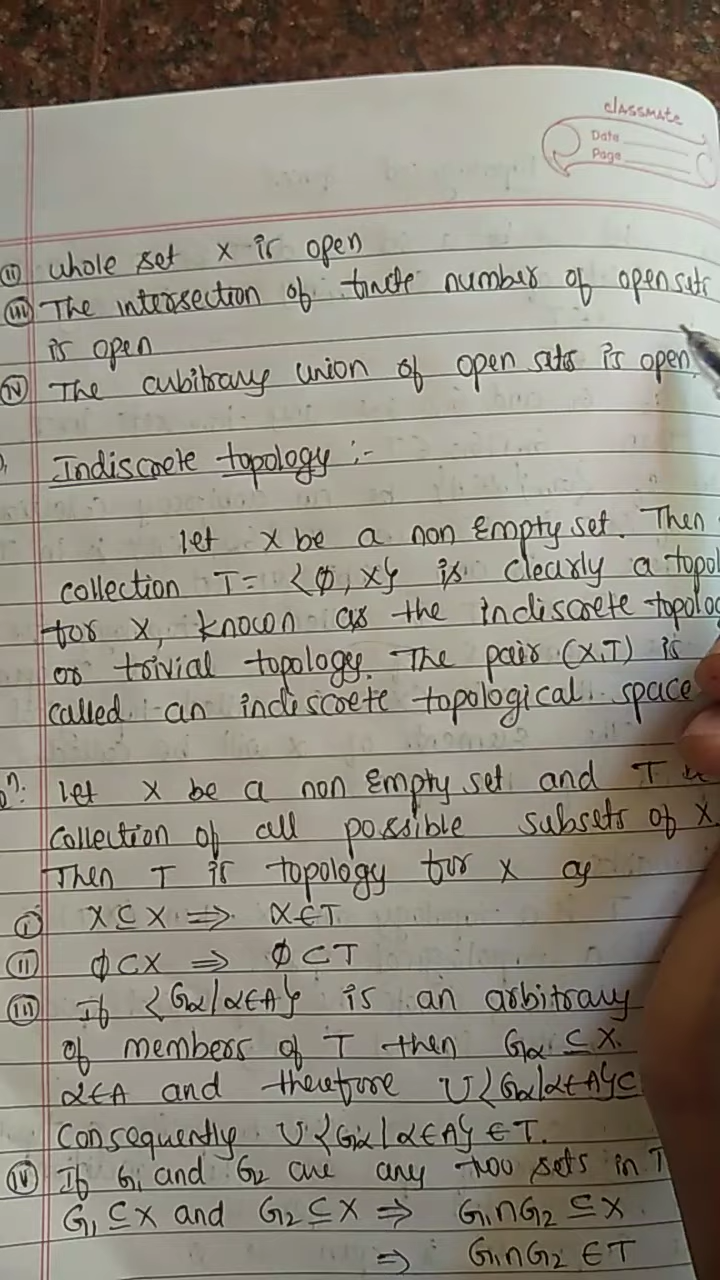 classmate
Date
Page
(ii) whole set X is open
(iii) The intersection of finite number of open sets
is open
(iv) The arbitrary union of open sets is open.
Indiscrete topology :-
let X be a non empty set. Then
collection T = {ϕ, X} is clearly a topol
for X, known as the indiscrete topolog
or trivial topology. The pair (X,T) is
called an indiscrete topological space
let X be a non empty set and T
collection of all possible subsets of X.
Then T is topology for X as
(i) X⊆X ⇒ X∈T
(ii) ϕ⊂X ⇒ ϕ⊂T
(iii) If {Gα/α∈A} is an arbitrary
of members of T then Gα ⊆ X.
α∈A and therefore ∪{Gα/α∈A}⊆
Consequently ∪{Gα/α∈A} ∈T.
(iv) If G₁ and G₂ are any two sets in T
G₁⊆X and G₂⊆X ⇒ G₁∩G₂ ⊆X
⇒ G₁∩G₂ ∈T